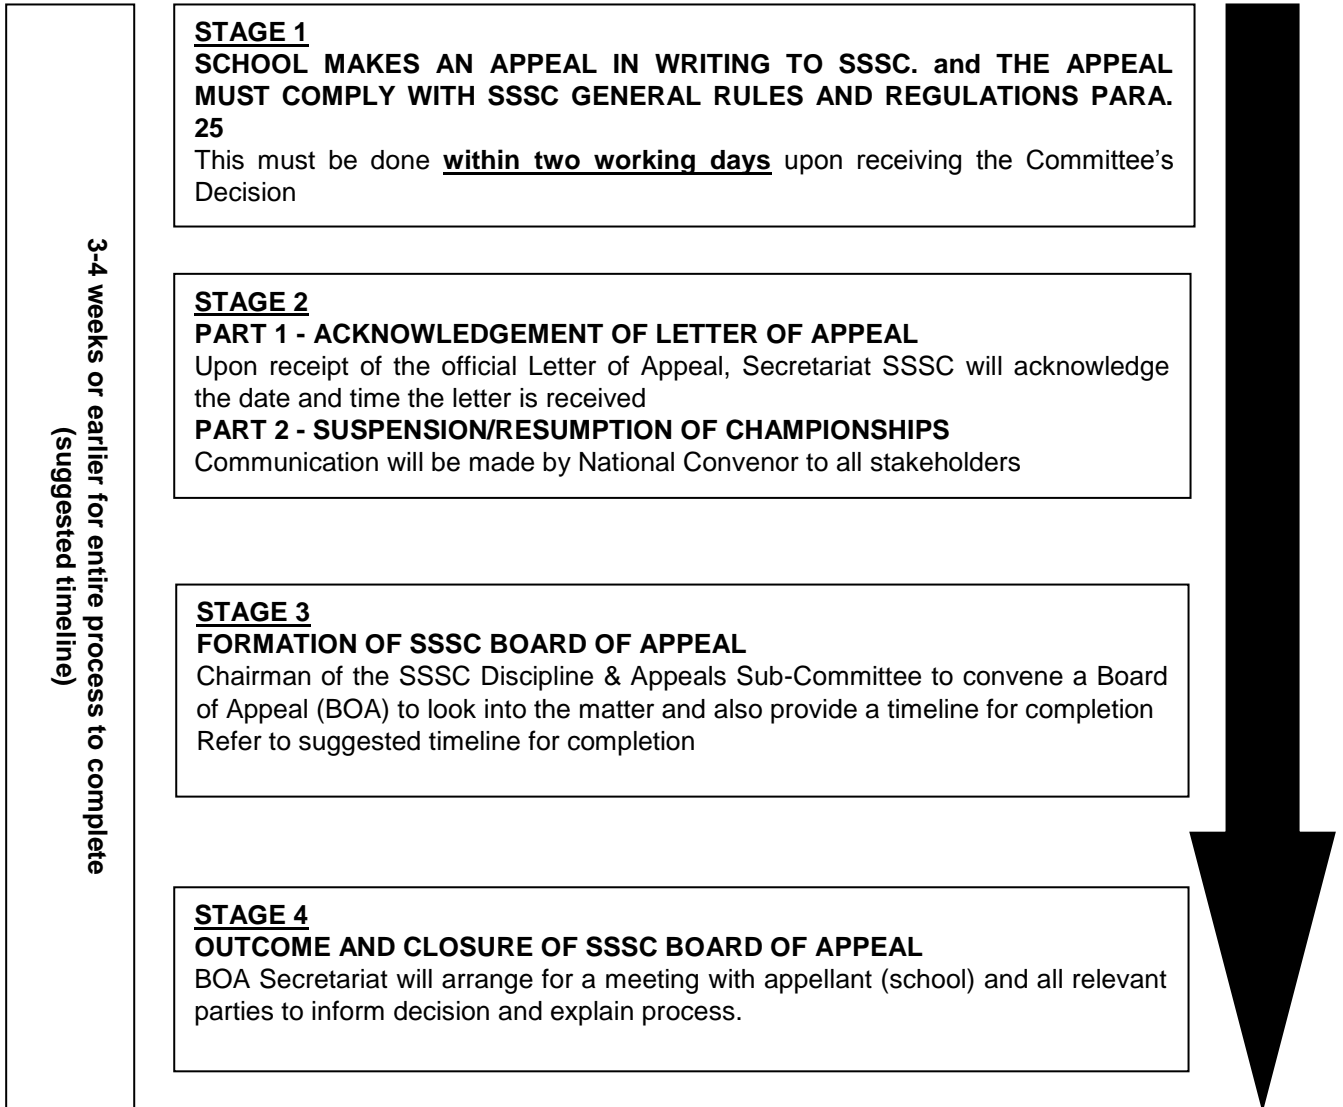 3-4 weeks or earlier for entire process to complete
(suggested timeline)
STAGE 1
SCHOOL MAKES AN APPEAL IN WRITING TO SSSC. and THE APPEAL
MUST COMPLY WITH SSSC GENERAL RULES AND REGULATIONS PARA.
25
This must be done within two working days upon receiving the Committee’s
Decision
STAGE 2
PART 1 - ACKNOWLEDGEMENT OF LETTER OF APPEAL
Upon receipt of the official Letter of Appeal, Secretariat SSSC will acknowledge
the date and time the letter is received
PART 2 - SUSPENSION/RESUMPTION OF CHAMPIONSHIPS
Communication will be made by National Convenor to all stakeholders
STAGE 3
FORMATION OF SSSC BOARD OF APPEAL
Chairman of the SSSC Discipline & Appeals Sub-Committee to convene a Board
of Appeal (BOA) to look into the matter and also provide a timeline for completion
Refer to suggested timeline for completion
STAGE 4
OUTCOME AND CLOSURE OF SSSC BOARD OF APPEAL
BOA Secretariat will arrange for a meeting with appellant (school) and all relevant
parties to inform decision and explain process.